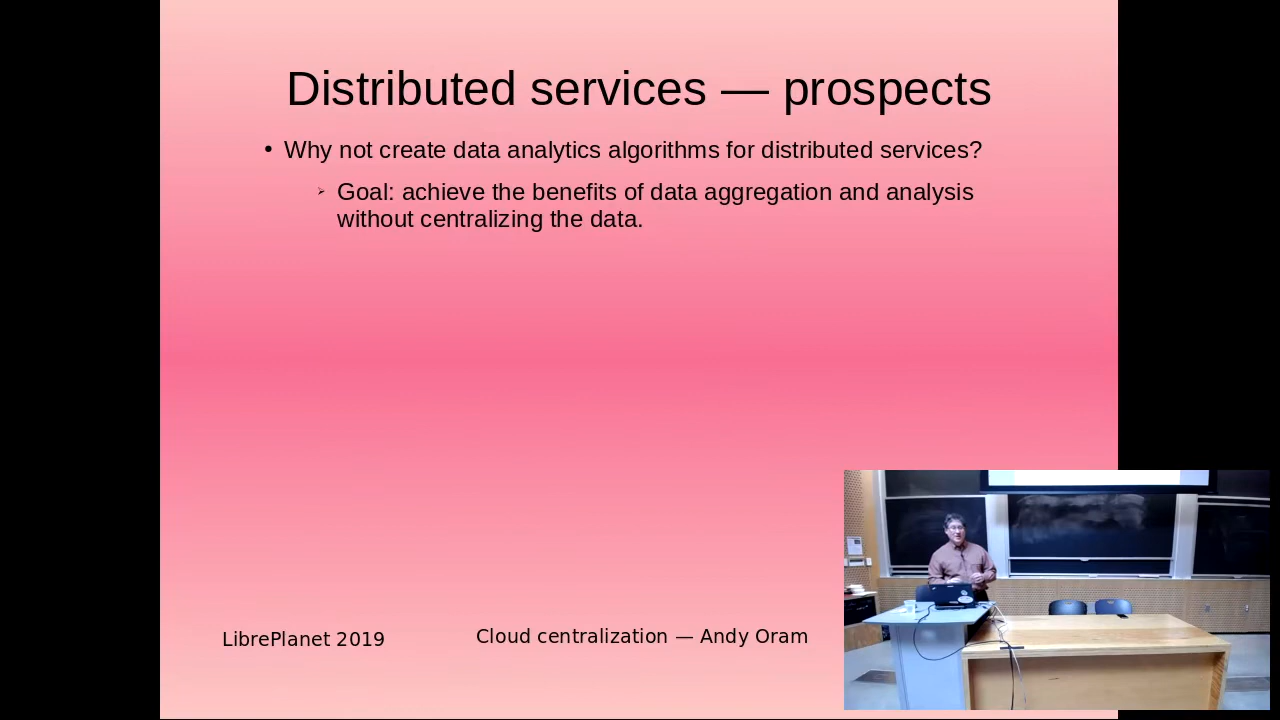 Distributed services — prospects
• Why not create data analytics algorithms for distributed services?
➢ Goal: achieve the benefits of data aggregation and analysis
without centralizing the data.
LibrePlanet 2019
Cloud centralization — Andy Oram